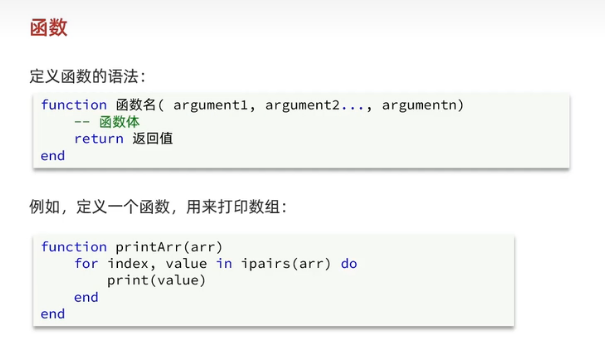 函数
定义函数的语法：
function 函数名( argument1, argument2..., argumentn)
    -- 函数体
    return 返回值
end
例如，定义一个函数，用来打印数组：
function printArr(arr)
    for index, value in ipairs(arr) do
        print(value)
    end
end